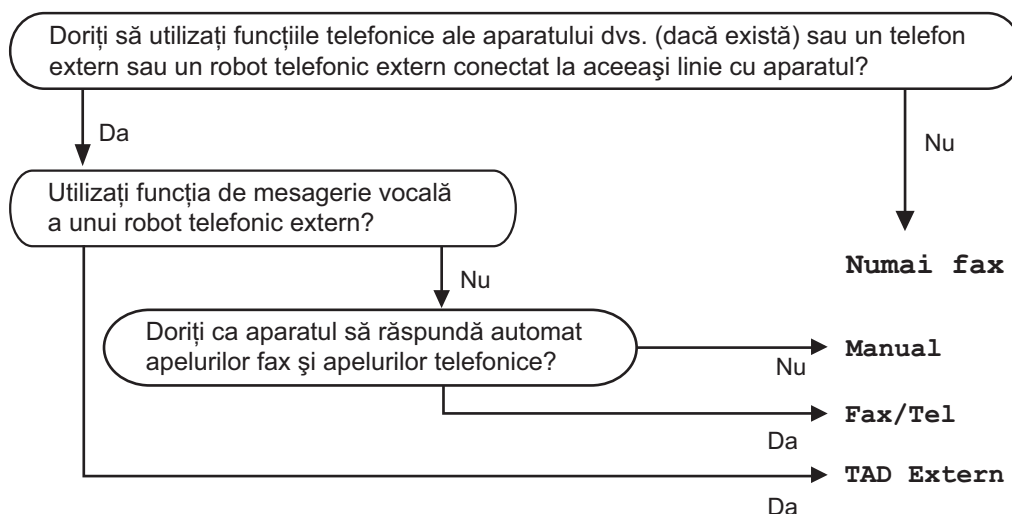 Doriți să utilizați funcțiile telefonice ale aparatului dvs. (dacă există) sau un telefon
extern sau un robot telefonic extern conectat la aceeaşi linie cu aparatul?
Da
Nu
Utilizați funcția de mesagerie vocală
a unui robot telefonic extern?
Numai fax
Nu
Doriți ca aparatul să răspundă automat
apelurilor fax şi apelurilor telefonice?
Manual
Nu
Fax/Tel
Da
TAD Extern
Da